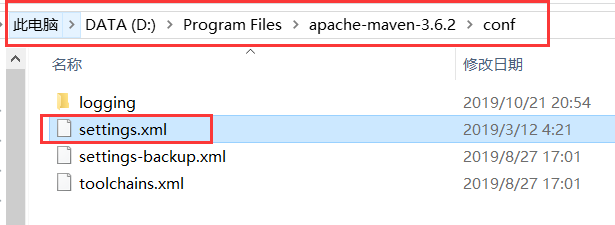 此电脑 > DATA (D:) > Program Files > apache-maven-3.6.2 > conf
名称 修改日期
logging 2019/10/21 20:54
settings.xml 2019/3/12 4:21
settings-backup.xml 2019/8/27 17:01
toolchains.xml 2019/8/27 17:01